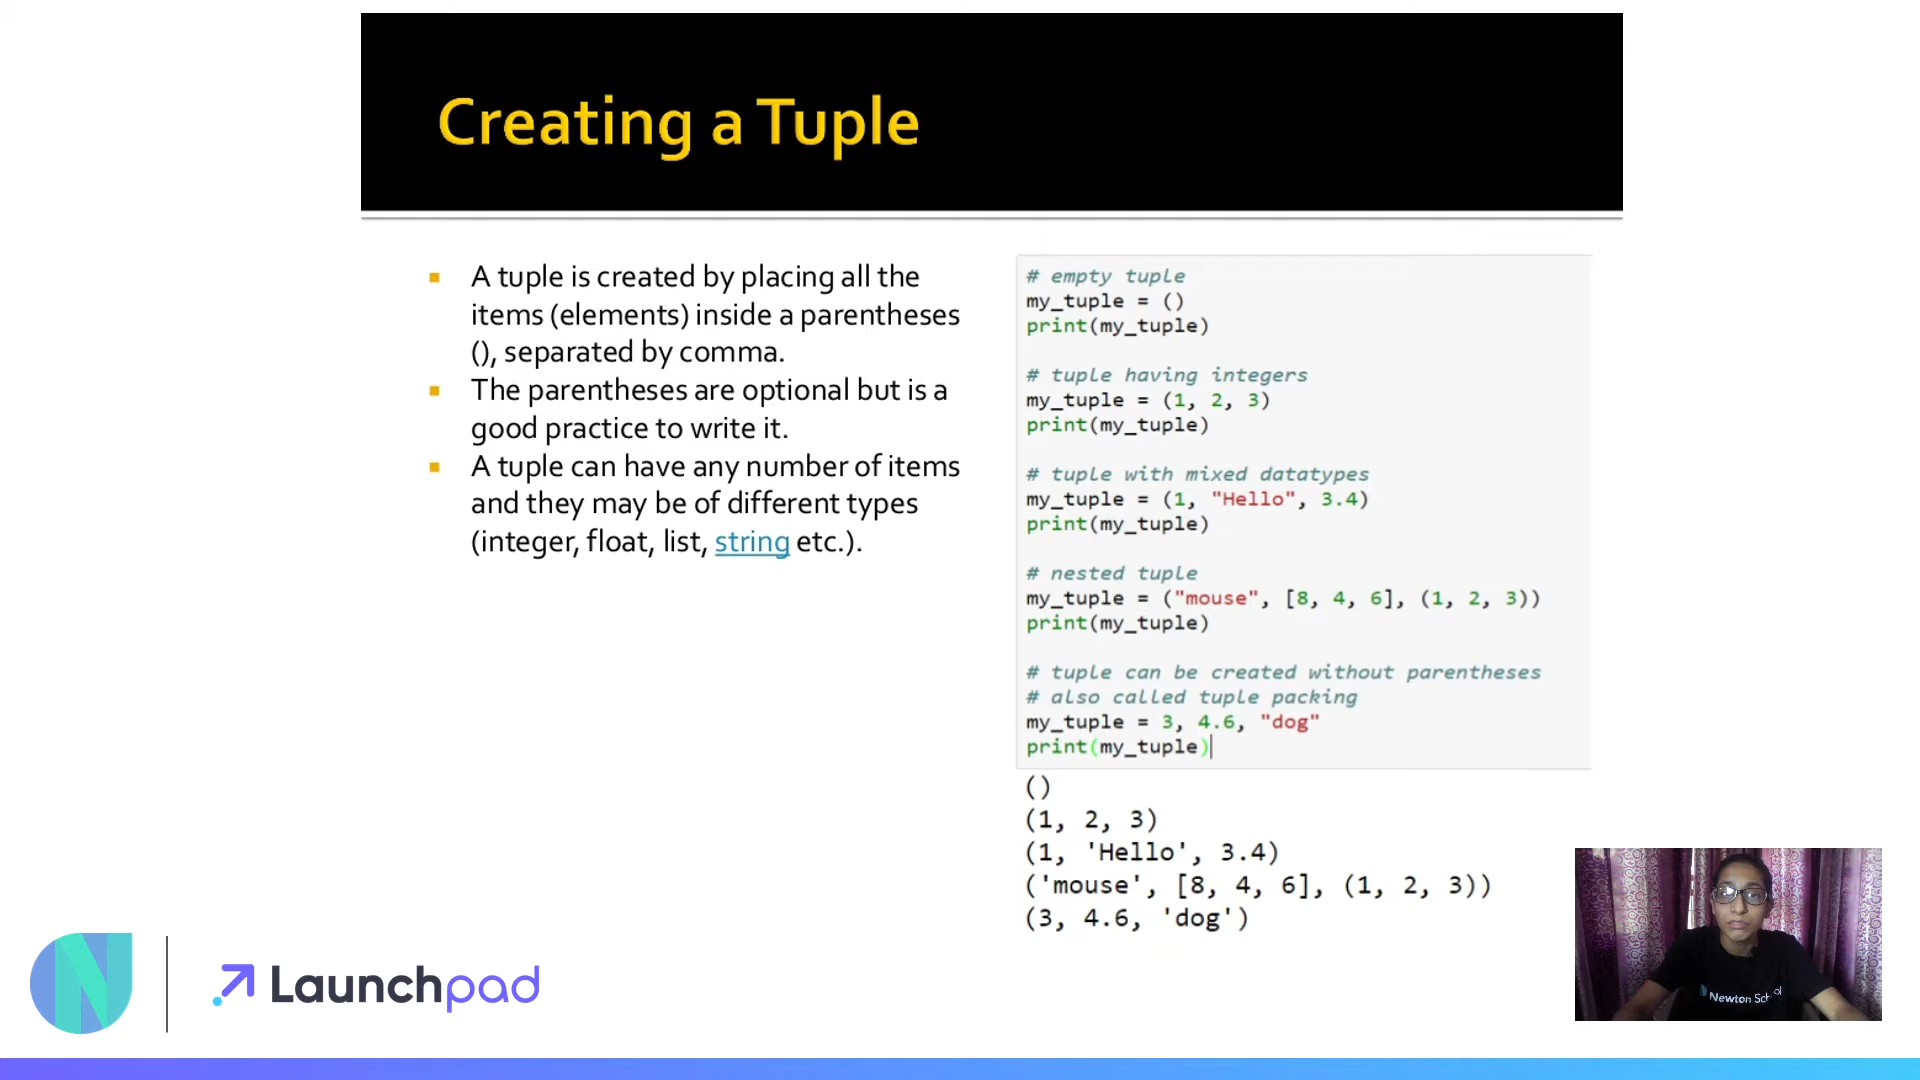 Creating a Tuple
A tuple is created by placing all the
items (elements) inside a parentheses
(), separated by comma.
The parentheses are optional but is a
good practice to write it.
A tuple can have any number of items
and they may be of different types
(integer, float, list, string etc.).
# empty tuple
my_tuple = ()
print(my_tuple)
# tuple having integers
my_tuple = (1, 2, 3)
print(my_tuple)
# tuple with mixed datatypes
my_tuple = (1, "Hello", 3.4)
print(my_tuple)
# nested tuple
my_tuple = ("mouse", [8, 4, 6], (1, 2, 3))
print(my_tuple)
# tuple can be created without parentheses
# also called tuple packing
my_tuple = 3, 4.6, "dog"
print(my_tuple)
()
(1, 2, 3)
(1, 'Hello', 3.4)
('mouse', [8, 4, 6], (1, 2, 3))
(3, 4.6, 'dog')
Launchpad
Newton